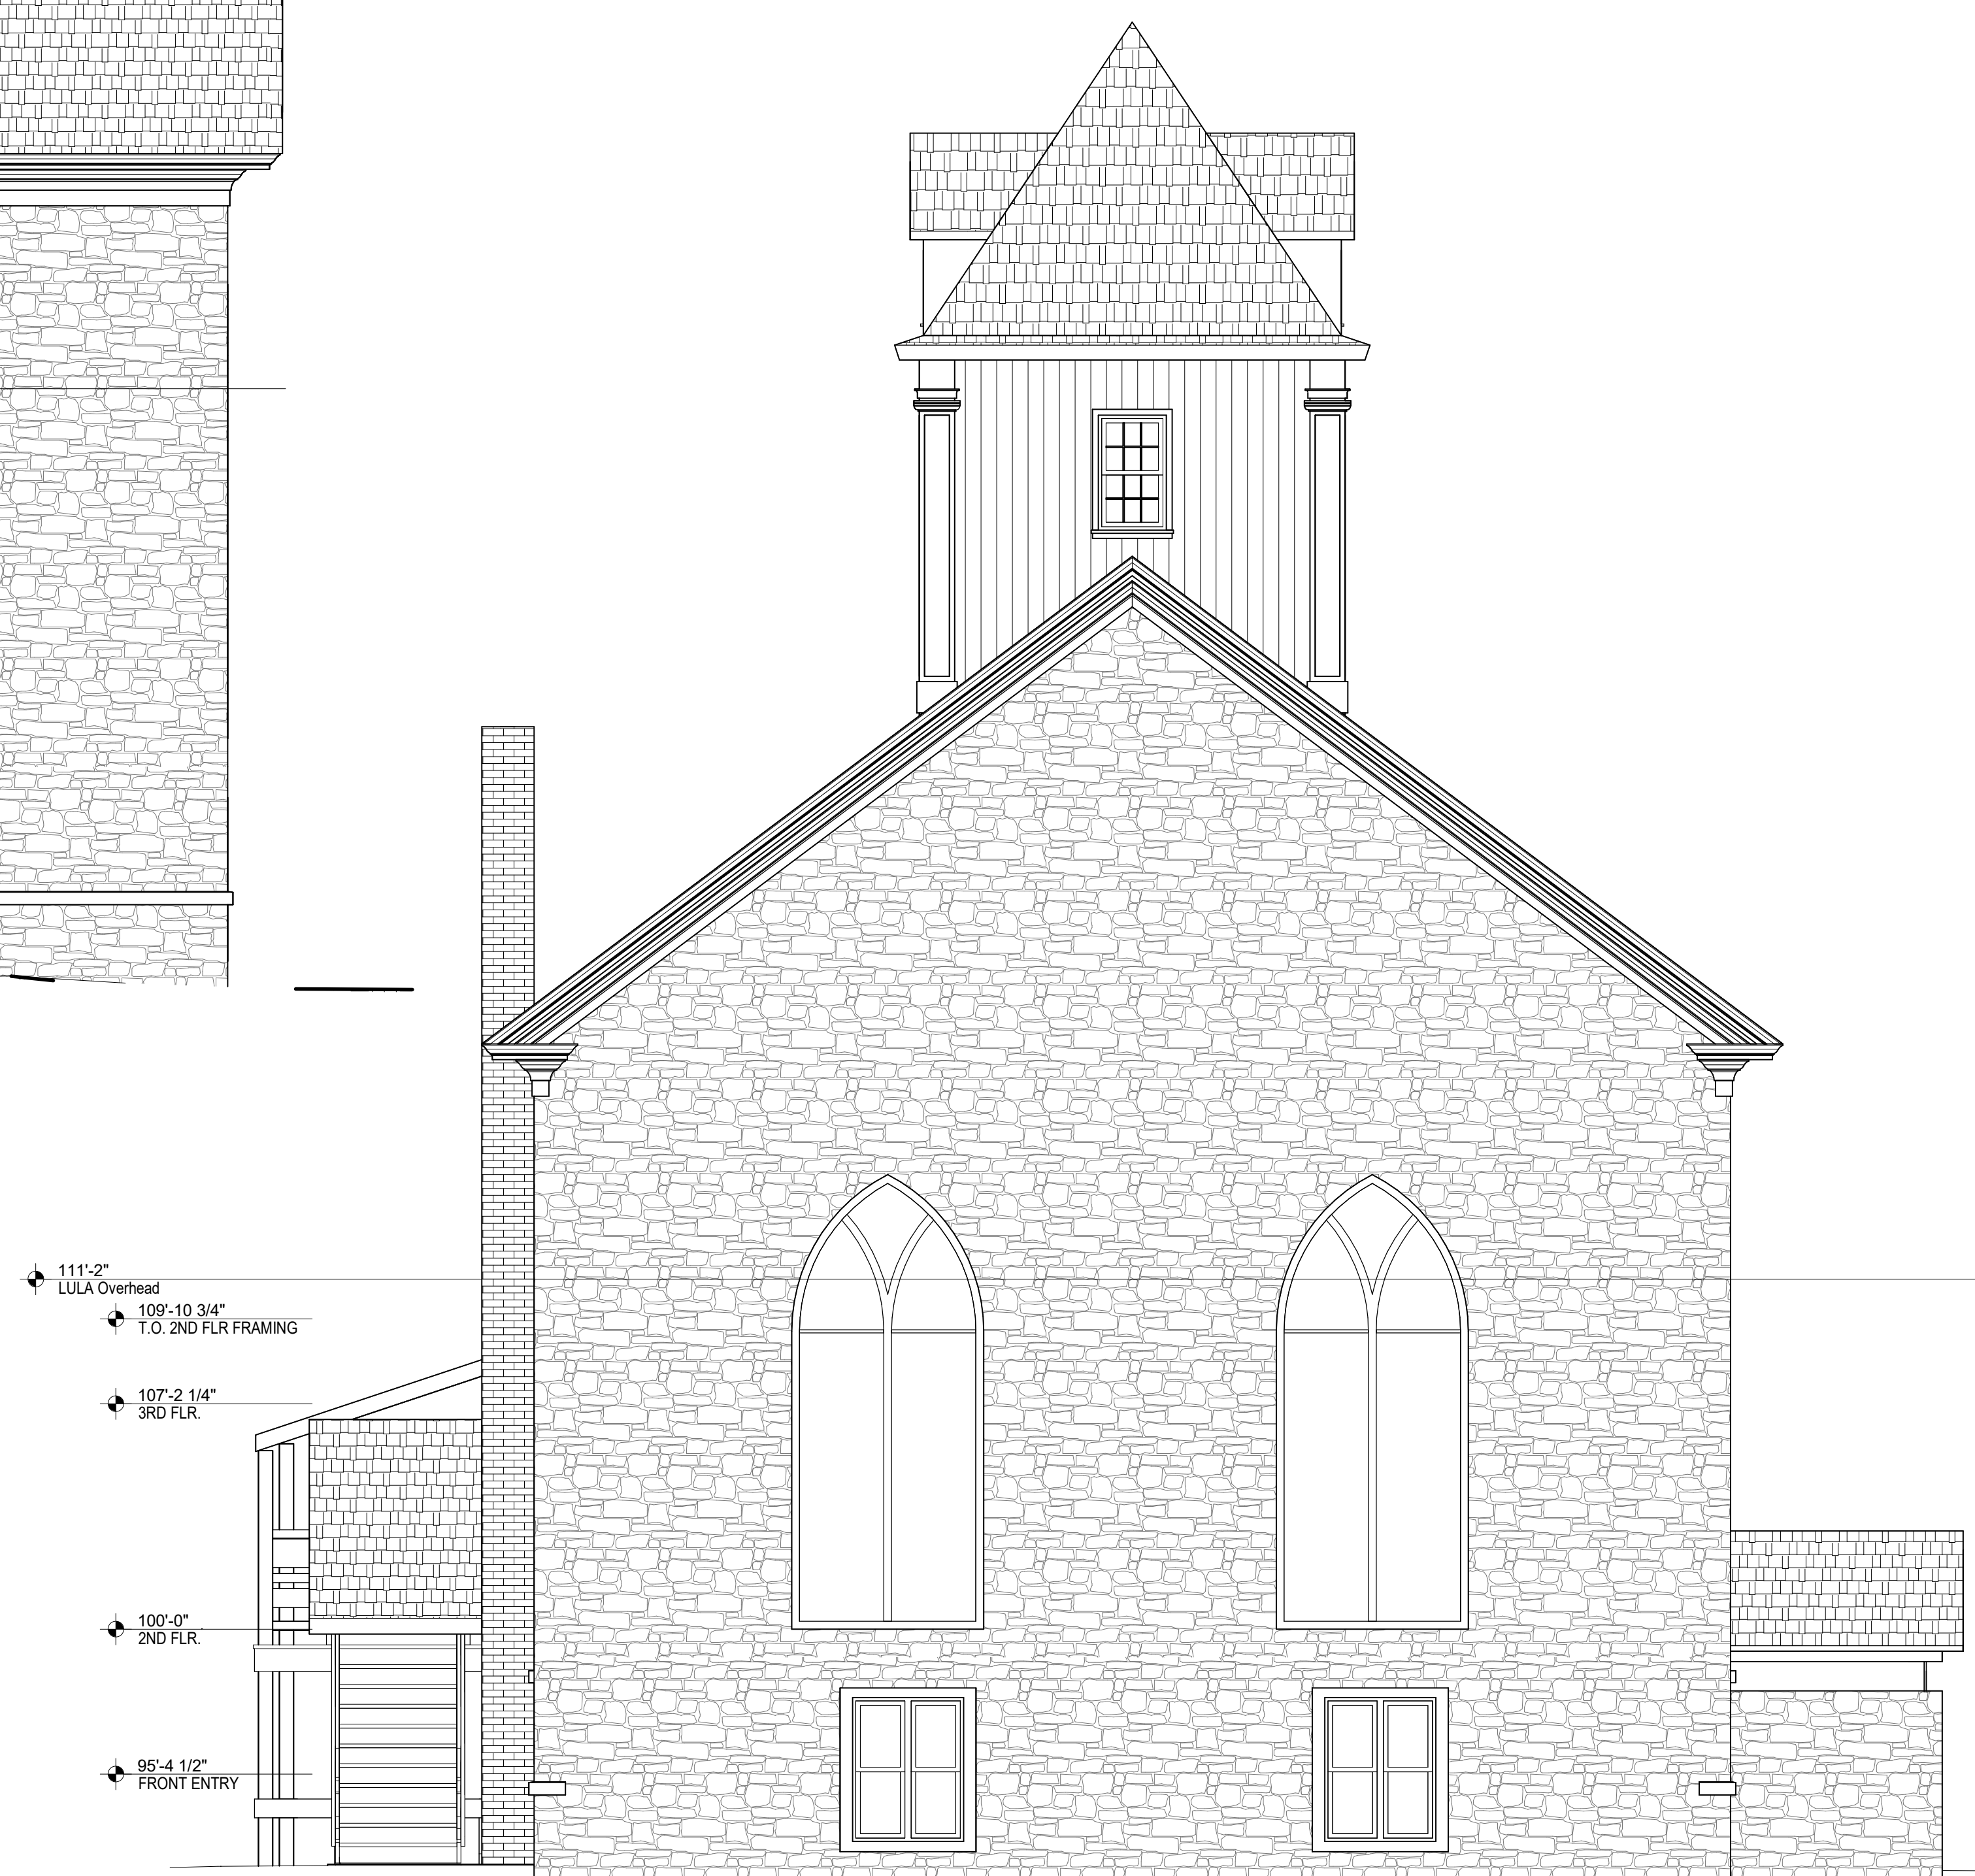 111'-2"
LULA Overhead
109'-10 3/4"
T.O. 2ND FLR FRAMING
107'-2 1/4"
3RD FLR.
100'-0"
2ND FLR.
95'-4 1/2"
FRONT ENTRY